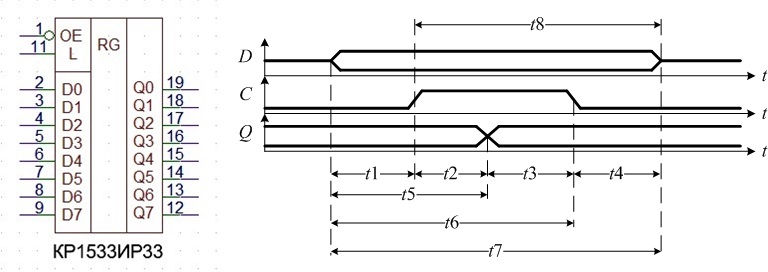 1 OE RG
11 L
2 D0 Q0 19
3 D1 Q1 18
4 D2 Q2 17
5 D3 Q3 16
6 D4 Q4 15
7 D5 Q5 14
8 D6 Q6 13
9 D7 Q7 12
КР1533ИР33
t8
D t
C t
Q t
t1 t2 t3 t4
t5
t6
t7